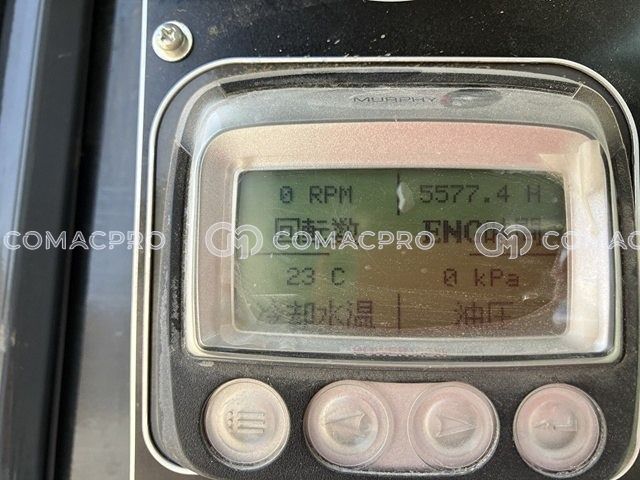 MURPHY
0 RPM
5577.4 H
回転数
COMACPRO
COMACPRO
COMACPRO
23 C
0 kPa
冷却水温
油圧